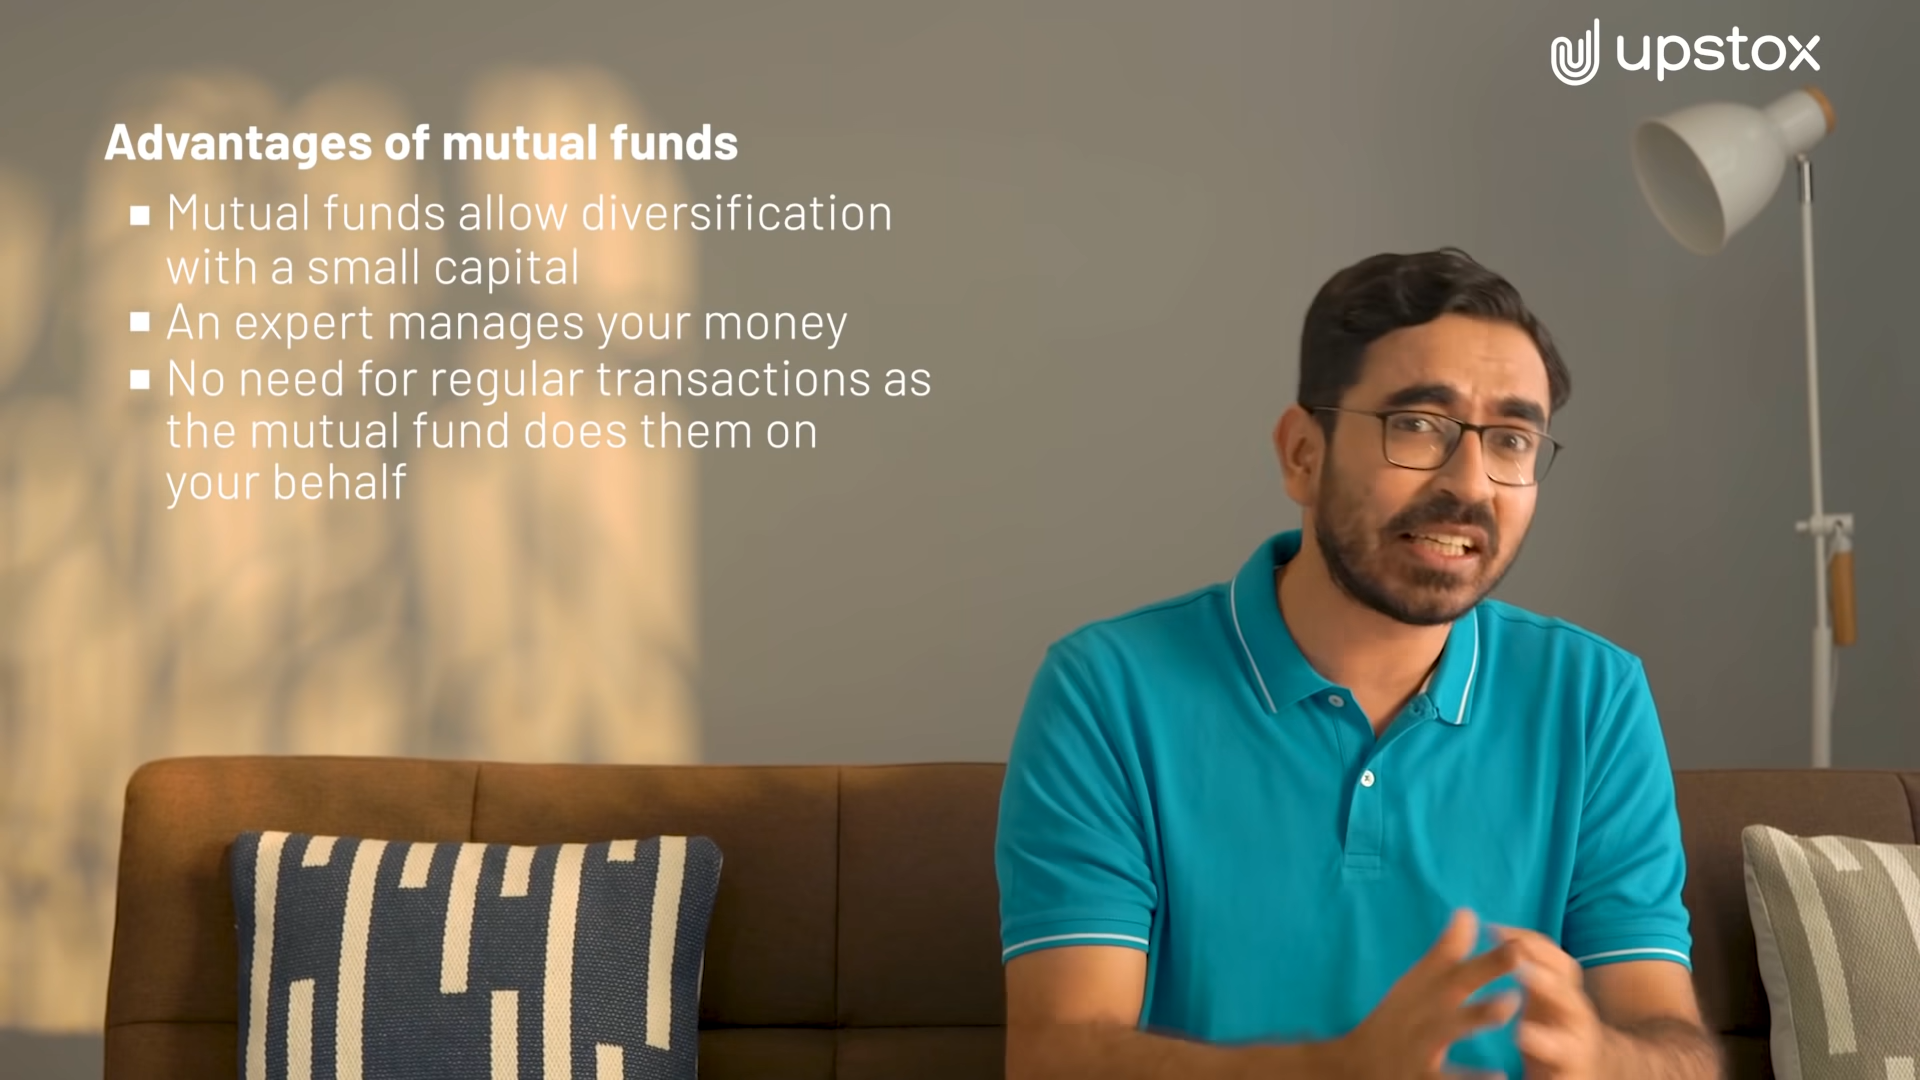 upstox
Advantages of mutual funds
Mutual funds allow diversification
with a small capital
An expert manages your money
No need for regular transactions as
the mutual fund does them on
your behalf